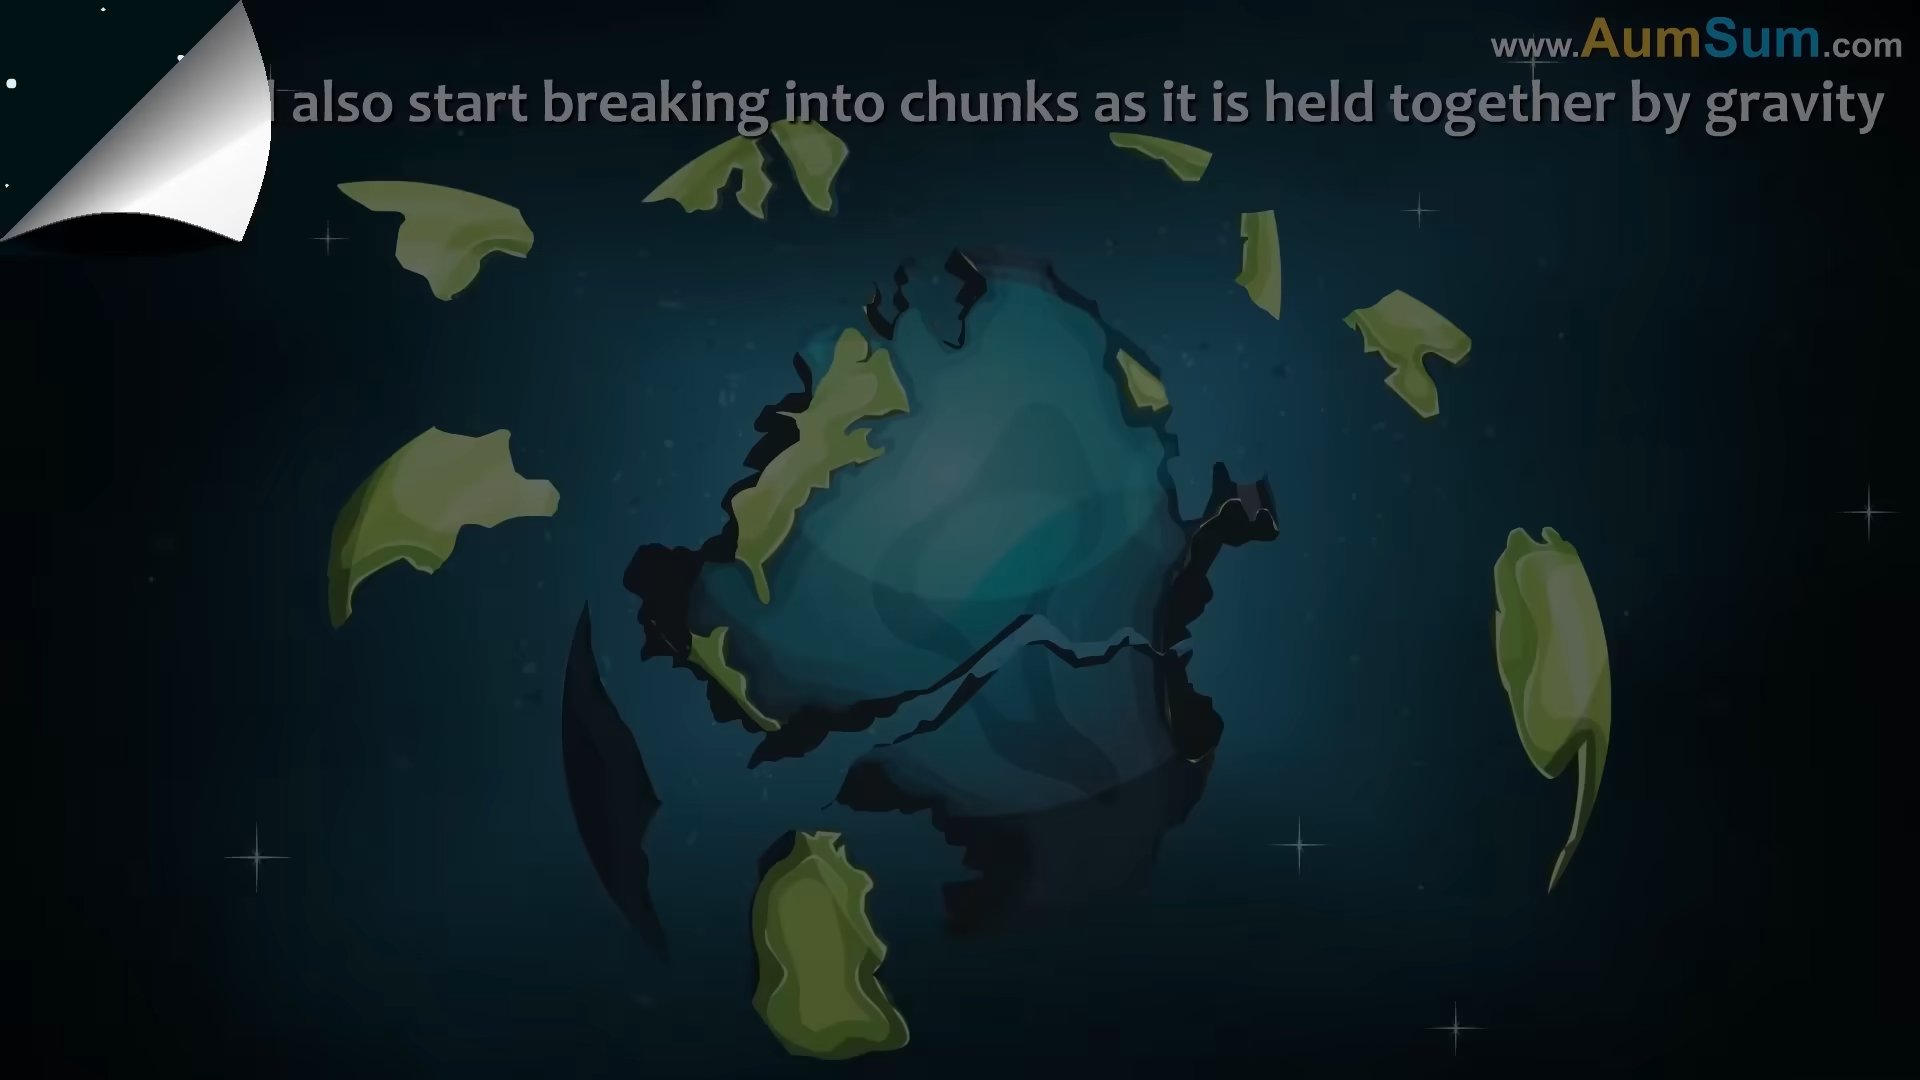 www.AumSum.com
also start breaking into chunks as it is held together by gravity